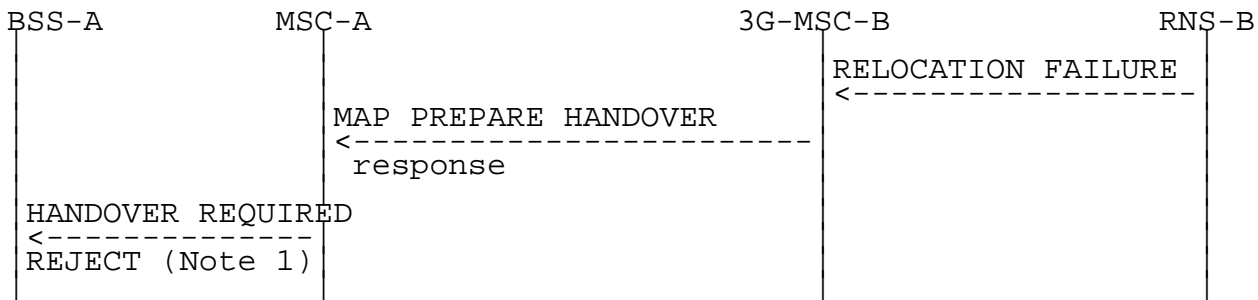 BSS-A MSC-A 3G-MSC-B RNS-B
RELOCATION FAILURE
MAP PREPARE HANDOVER
response
HANDOVER REQUIRED
REJECT (Note 1)